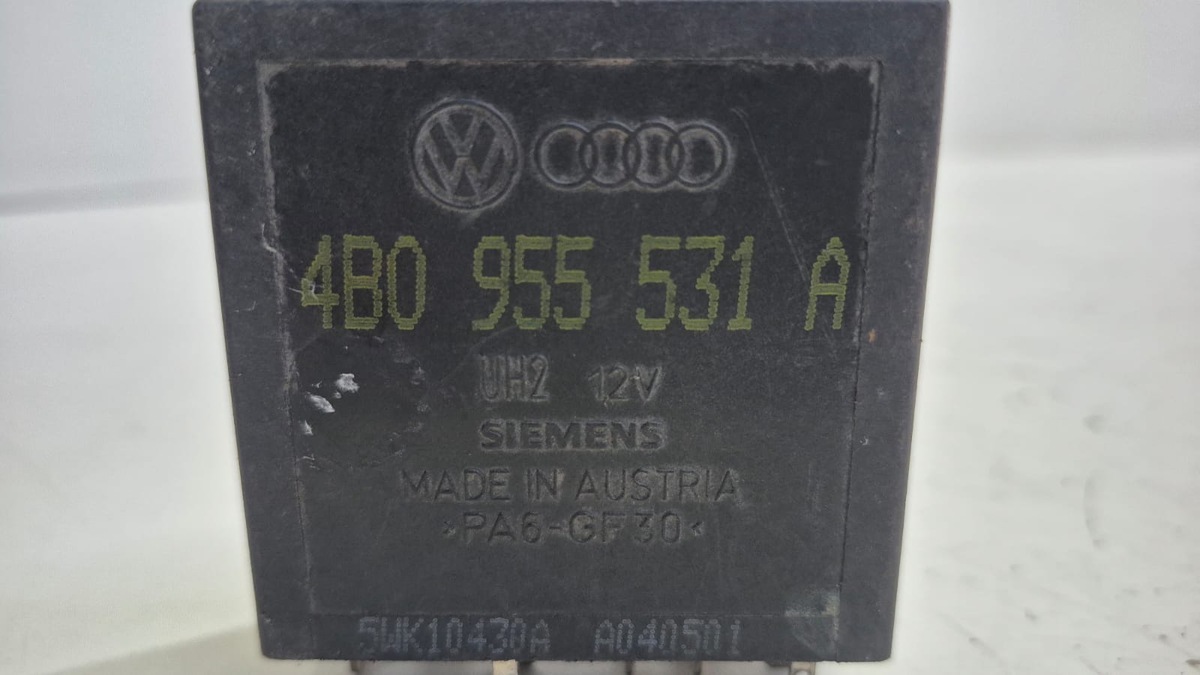 4B0 955 531 A
UH2 12V
SIEMENS
MADE IN AUSTRIA
>PA6-GF30<
5WK10430A A040501